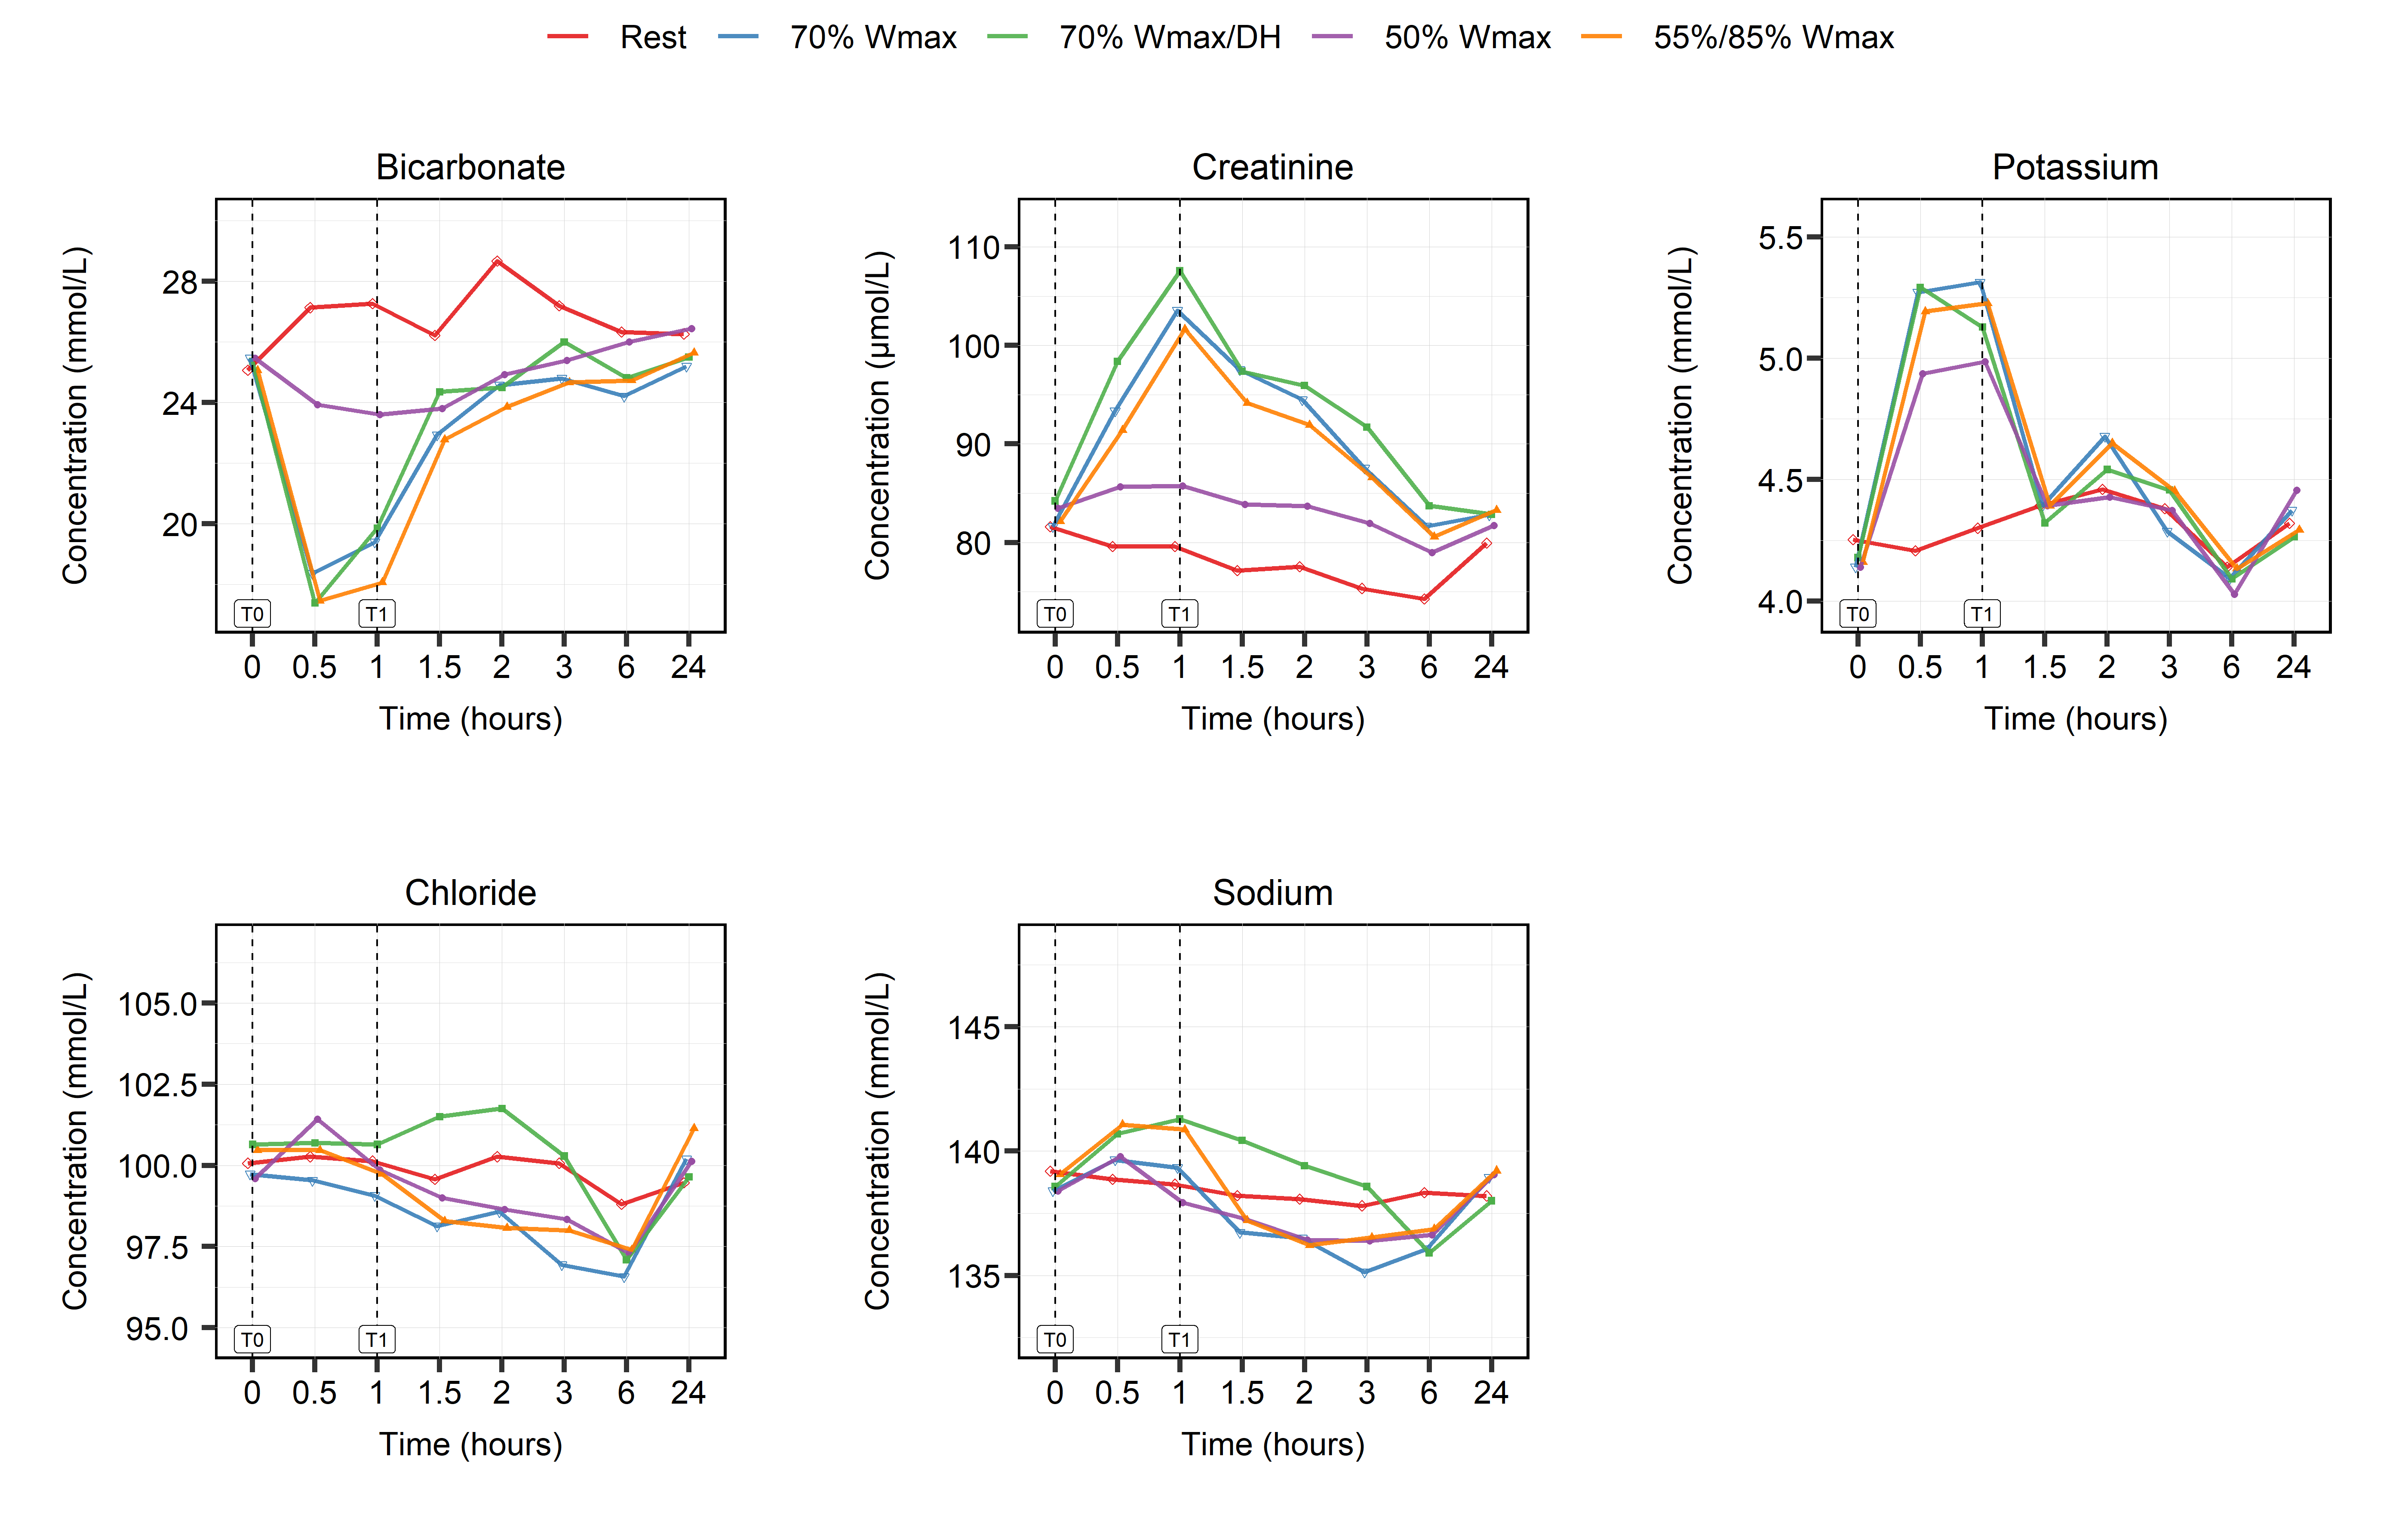 Rest 70% Wmax 70% Wmax/DH 50% Wmax 55%/85% Wmax
Bicarbonate
Concentration (mmol/L)
28
24
20
T0 T1
0 0.5 1 1.5 2 3 6 24
Time (hours)
Creatinine
Concentration (µmol/L)
110
100
90
80
T0 T1
0 0.5 1 1.5 2 3 6 24
Time (hours)
Potassium
Concentration (mmol/L)
5.5
5.0
4.5
4.0
T0 T1
0 0.5 1 1.5 2 3 6 24
Time (hours)
Chloride
Concentration (mmol/L)
105.0
102.5
100.0
97.5
95.0
T0 T1
0 0.5 1 1.5 2 3 6 24
Time (hours)
Sodium
Concentration (mmol/L)
145
140
135
T0 T1
0 0.5 1 1.5 2 3 6 24
Time (hours)